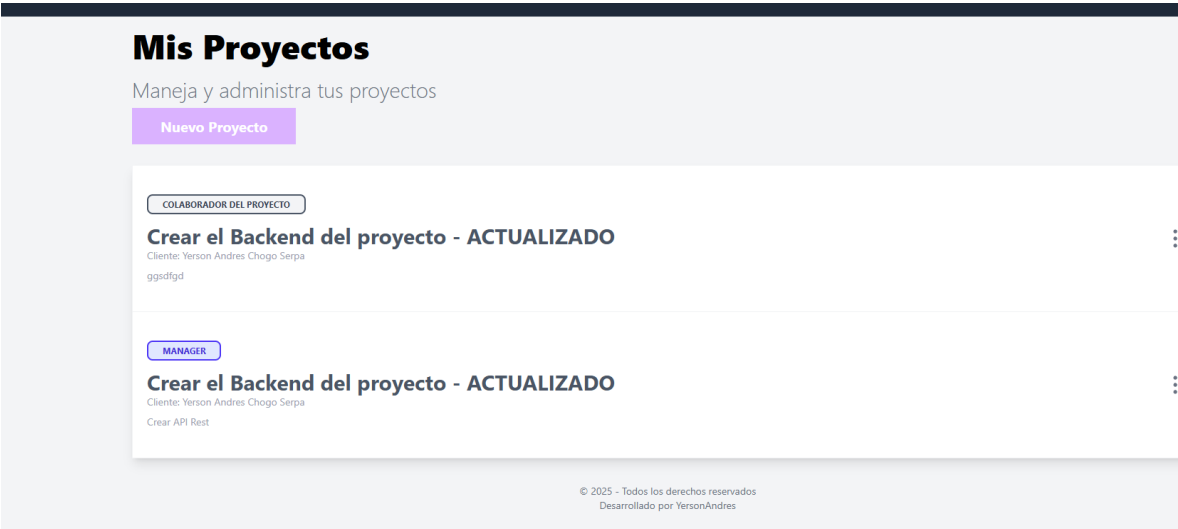 Mis Proyectos
Maneja y administra tus proyectos
Nuevo Proyecto
COLABORADOR DEL PROYECTO
Crear el Backend del proyecto - ACTUALIZADO
Cliente: Yerson Andres Chogo Serpa
ggsdfgd
MANAGER
Crear el Backend del proyecto - ACTUALIZADO
Cliente: Yerson Andres Chogo Serpa
Crear API Rest
© 2025 - Todos los derechos reservados
Desarrollado por YersonAndres